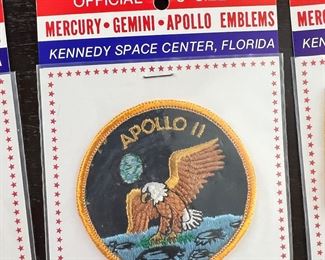 OFFICIAL
MERCURY • GEMINI • APOLLO EMBLEMS
KENNEDY SPACE CENTER, FLORIDA
APOLLO 11